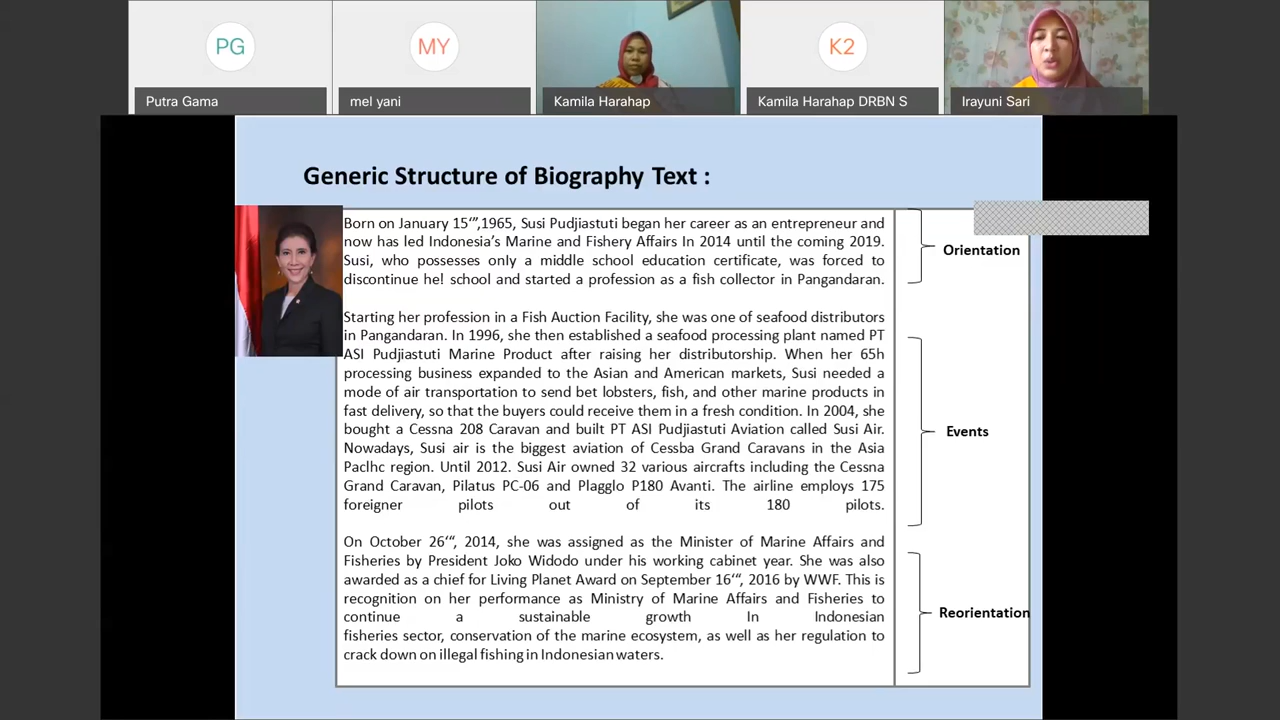 PG
MY
K2
Putra Gama
mel yani
Kamila Harahap
Kamila Harahap DRBN S
Irayuni Sari
Generic Structure of Biography Text :
Born on January 15‘”,1965, Susi Pudjiastuti began her career as an entrepreneur and
now has led Indonesia’s Marine and Fishery Affairs In 2014 until the coming 2019.
Susi, who possesses only a middle school education certificate, was forced to
discontinue he! school and started a profession as a fish collector in Pangandaran.
Orientation
Starting her profession in a Fish Auction Facility, she was one of seafood distributors
in Pangandaran. In 1996, she then established a seafood processing plant named PT
ASI Pudjiastuti Marine Product after raising her distributorship. When her 65h
processing business expanded to the Asian and American markets, Susi needed a
mode of air transportation to send bet lobsters, fish, and other marine products in
fast delivery, so that the buyers could receive them in a fresh condition. In 2004, she
bought a Cessna 208 Caravan and built PT ASI Pudjiastuti Aviation called Susi Air.
Nowadays, Susi air is the biggest aviation of Cessba Grand Caravans in the Asia
Paclhc region. Until 2012. Susi Air owned 32 various aircrafts including the Cessna
Grand Caravan, Pilatus PC-06 and Plagglo P180 Avanti. The airline employs 175
foreigner pilots out of its 180 pilots.
Events
On October 26‘“, 2014, she was assigned as the Minister of Marine Affairs and
Fisheries by President Joko Widodo under his working cabinet year. She was also
awarded as a chief for Living Planet Award on September 16‘“, 2016 by WWF. This is
recognition on her performance as Ministry of Marine Affairs and Fisheries to
continue a sustainable growth In Indonesian
fisheries sector, conservation of the marine ecosystem, as well as her regulation to
crack down on illegal fishing in Indonesian waters.
Reorientation